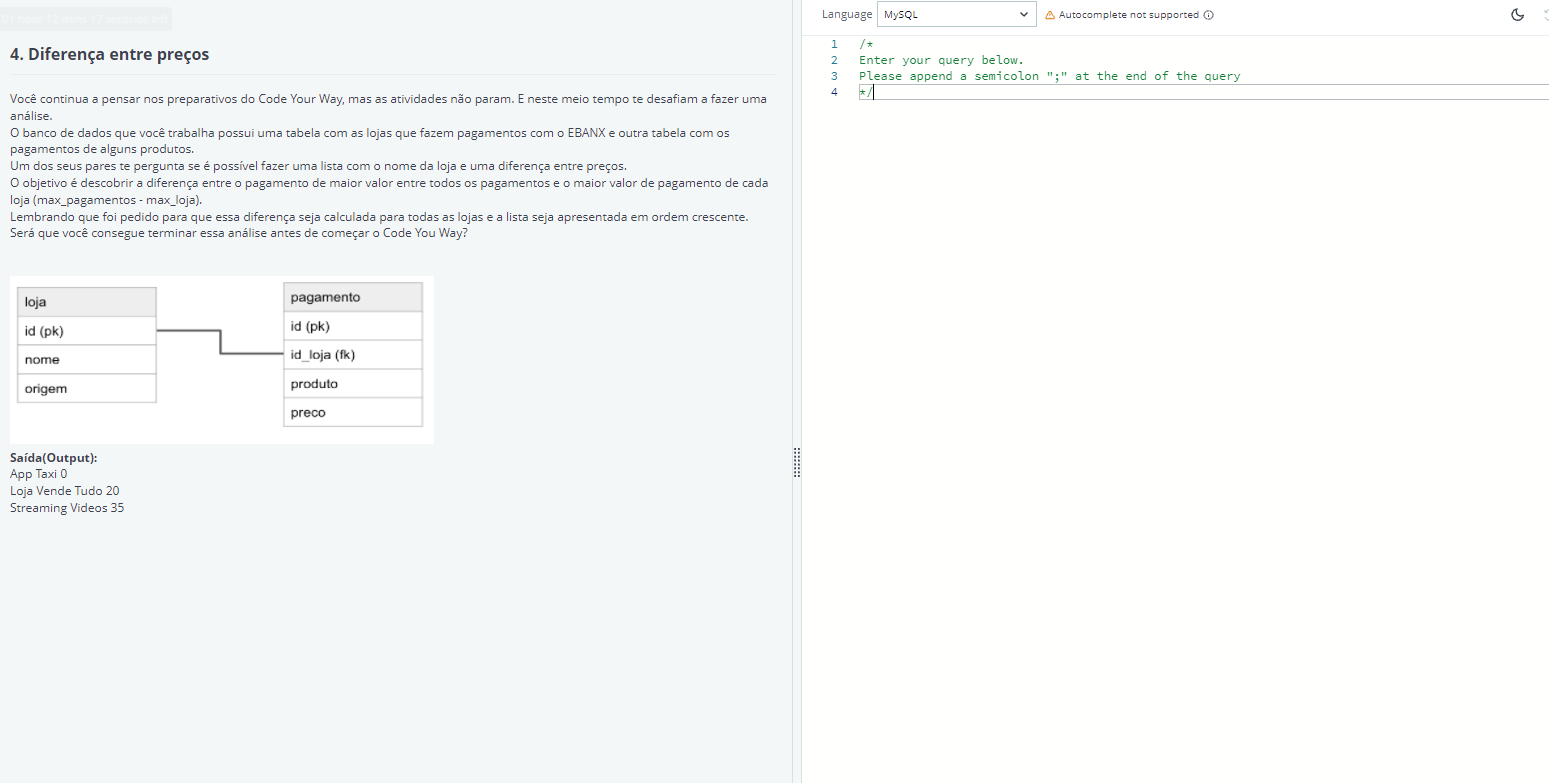 4. Diferença entre preços
Você continua a pensar nos preparativos do Code Your Way, mas as atividades não param. E neste meio tempo te desafiam a fazer uma
análise.
O banco de dados que você trabalha possui uma tabela com as lojas que fazem pagamentos com o EBANX e outra tabela com os
pagamentos de alguns produtos.
Um dos seus pares te pergunta se é possível fazer uma lista com o nome da loja e uma diferença entre preços.
O objetivo é descobrir a diferença entre o pagamento de maior valor entre todos os pagamentos e o maior valor de pagamento de cada
loja (max_pagamentos - max_loja).
Lembrando que foi pedido para que essa diferença seja calculada para todas as lojas e a lista seja apresentada em ordem crescente.
Será que você consegue terminar essa análise antes de começar o Code You Way?
loja
id (pk)
nome
origem
pagamento
id (pk)
id_loja (fk)
produto
preco
Saída(Output):
App Taxi 0
Loja Vende Tudo 20
Streaming Videos 35
Language MySQL Autocomplete not supported
1 /*
2 Enter your query below.
3 Please append a semicolon ";" at the end of the query
4 */